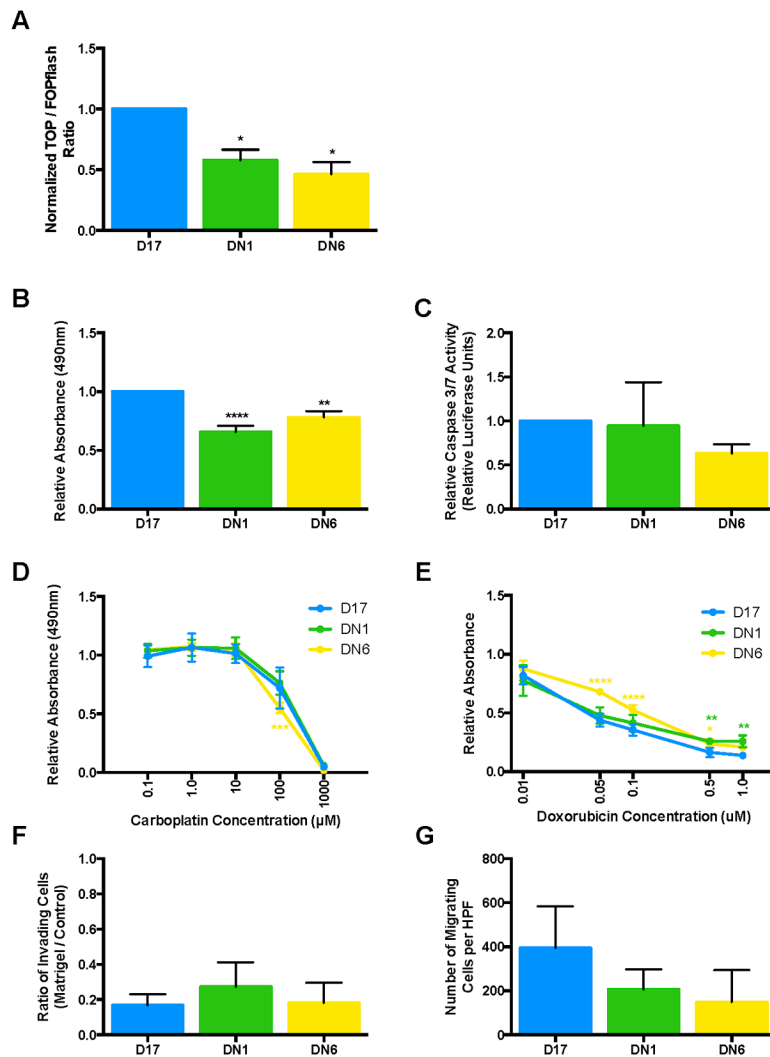 A
Normalized TOP / FOPflash
Ratio
1.5
1.0
0.5
0.0
*
*
D17
DN1
DN6
B
Relative Absorbance (490nm)
1.5
1.0
0.5
0.0
****
**
D17
DN1
DN6
C
Relative Caspase 3/7 Activity
(Relative Luciferase Units)
2.0
1.5
1.0
0.5
0.0
D17
DN1
DN6
D
Relative Absorbance (490nm)
1.5
1.0
0.5
0.0
D17
DN1
DN6
***
0.1
1.0
10
100
1000
Carboplatin Concentration (µM)
E
Relative Absorbance
1.5
1.0
0.5
0.0
D17
DN1
DN6
****
****
**
*
**
0.01
0.05
0.1
0.5
1.0
Doxorubicin Concentration (uM)
F
Ratio of Invading Cells
(Matrigel / Control)
1.0
0.8
0.6
0.4
0.2
0.0
D17
DN1
DN6
G
Number of Migrating
Cells per HPF
800
600
400
200
0
D17
DN1
DN6